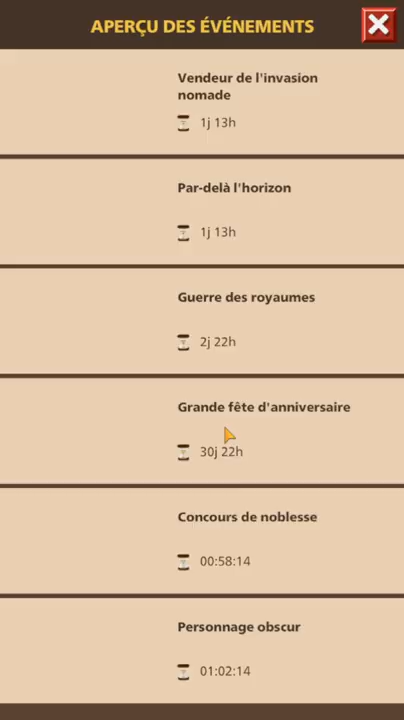 APERÇU DES ÉVÉNEMENTS
Vendeur de l'invasion
nomade
1j 13h
Par-delà l'horizon
1j 13h
Guerre des royaumes
2j 22h
Grande fête d'anniversaire
30j 22h
Concours de noblesse
00:58:14
Personnage obscur
01:02:14